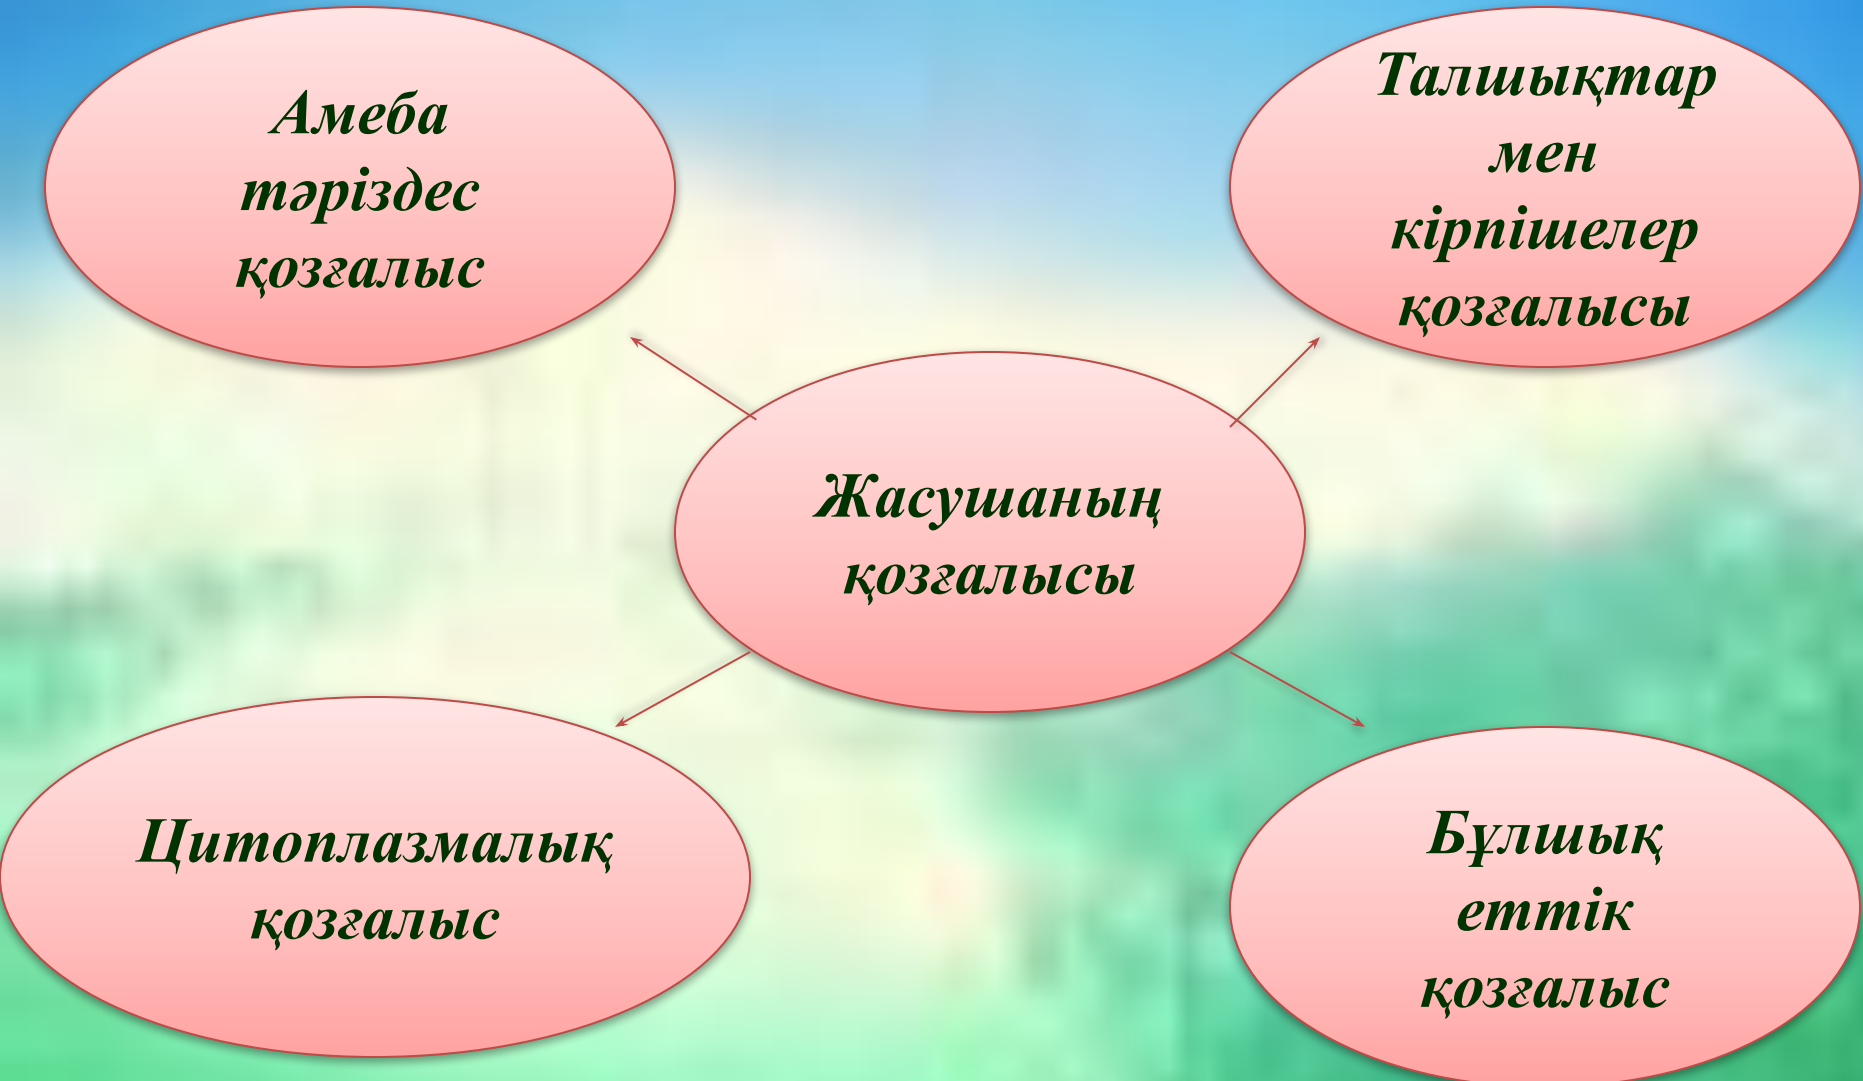 Амеба
тәріздес
қозғалыс
Талшықтар
мен
кірпішелер
қозғалысы
Жасушаның
қозғалысы
Цитоплазмалық
қозғалыс
Бұлшық
еттік
қозғалыс